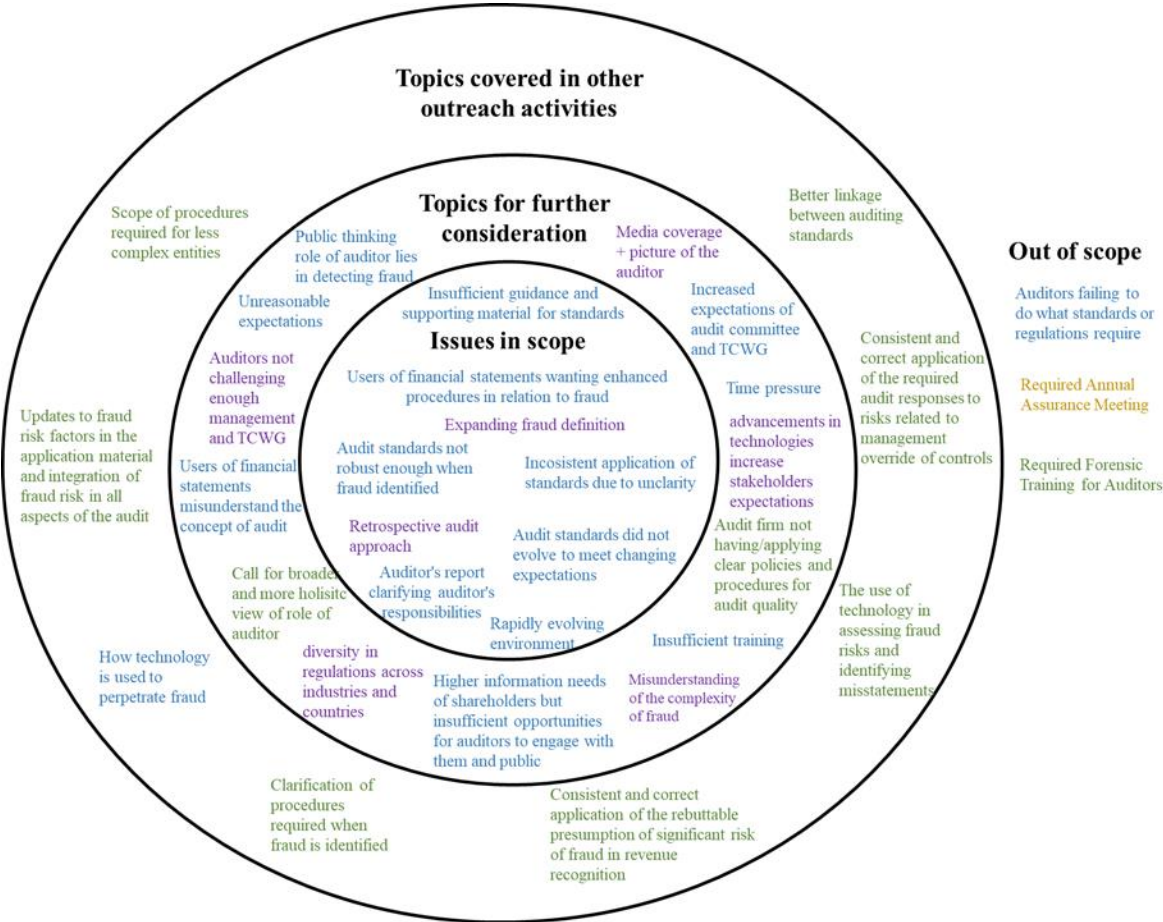 Topics covered in other
outreach activities
Scope of procedures
required for less
complex entities
Better linkage
between auditing
standards
Updates to fraud
risk factors in the
application material
and integration of
fraud risk in all
aspects of the audit
Consistent and
correct application
of the required
audit responses to
risks related to
management
override of controls
The use of
technology in
assessing fraud
risks and
identifying
misstatements
How technology
is used to
perpetrate fraud
Clarification of
procedures
required when
fraud is identified
Consistent and correct
application of the rebuttable
presumption of significant risk
of fraud in revenue
recognition
Topics for further
consideration
Public thinking
role of auditor lies
in detecting fraud
Media coverage
+ picture of the
auditor
Unreasonable
expectations
Increased
expectations of
audit committee
and TCWG
Auditors not
challenging
enough
management
and TCWG
Time pressure
advancements in
technologies
increase
stakeholders
expectations
Users of financial
statements
misunderstand the
concept of audit
Audit firm not
having/applying
clear policies and
procedures for
audit quality
Call for broader
and more holisitc
view of role of
auditor
Insufficient training
diversity in
regulations across
industries and
countries
Higher information needs
of shareholders but
insufficient opportunities
for auditors to engage with
them and public
Misunderstanding
of the complexity
of fraud
Insufficient guidance and
supporting material for standards
Issues in scope
Users of financial statements wanting enhanced
procedures in relation to fraud
Expanding fraud definition
Audit standards not
robust enough when
fraud identified
Incosistent application of
standards due to unclarity
Retrospective audit
approach
Audit standards did not
evolve to meet changing
expectations
Auditor's report
clarifying auditor's
responsibilities
Rapidly evolving
environment
Out of scope
Auditors failing to
do what standards or
regulations require
Required Annual
Assurance Meeting
Required Forensic
Training for Auditors